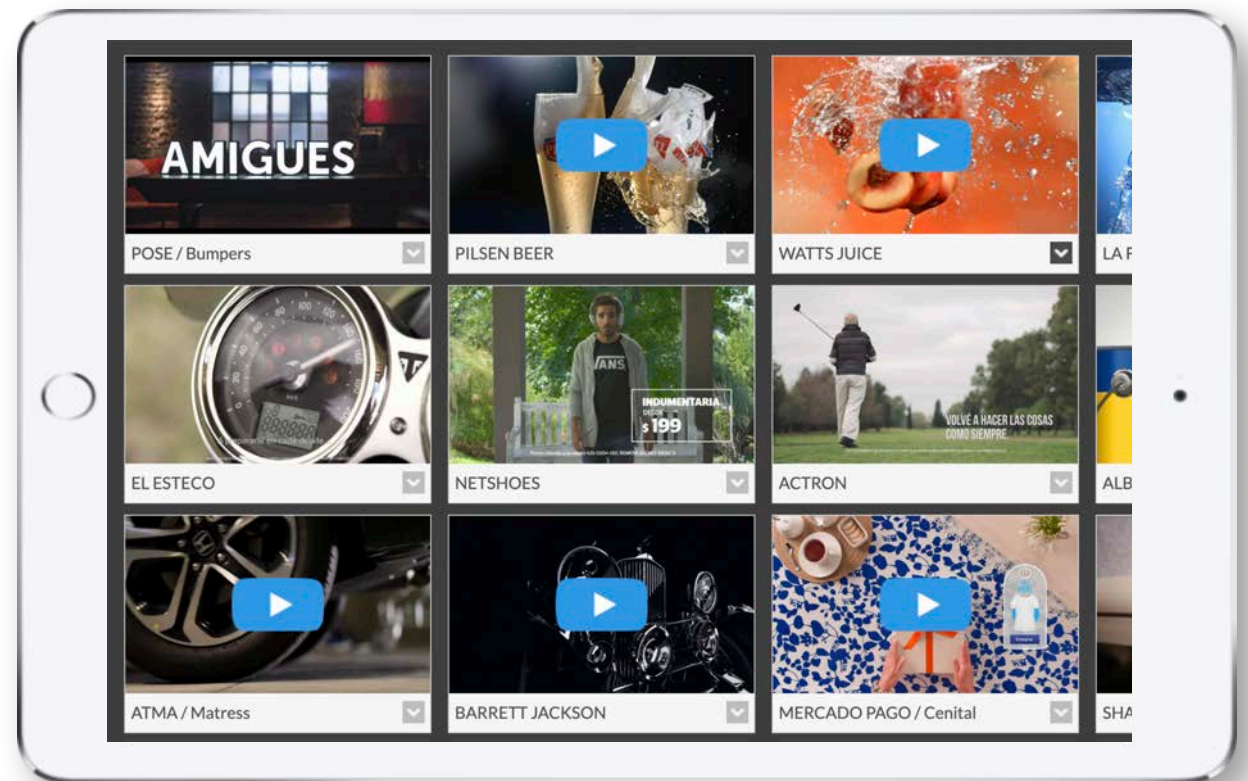 AMIGUES
POSE / Bumpers
PILSEN BEER
WATTS JUICE
LA F
EL ESTECO
VANS
INDUMENTARIA
DESDE
$ 199
NETSHOES
VOLVÉ A HACER LAS COSAS
COMO SIEMPRE.
ACTRON
ALB
ATMA / Matress
BARRETT JACKSON
MERCADO PAGO / Cenital
SHA